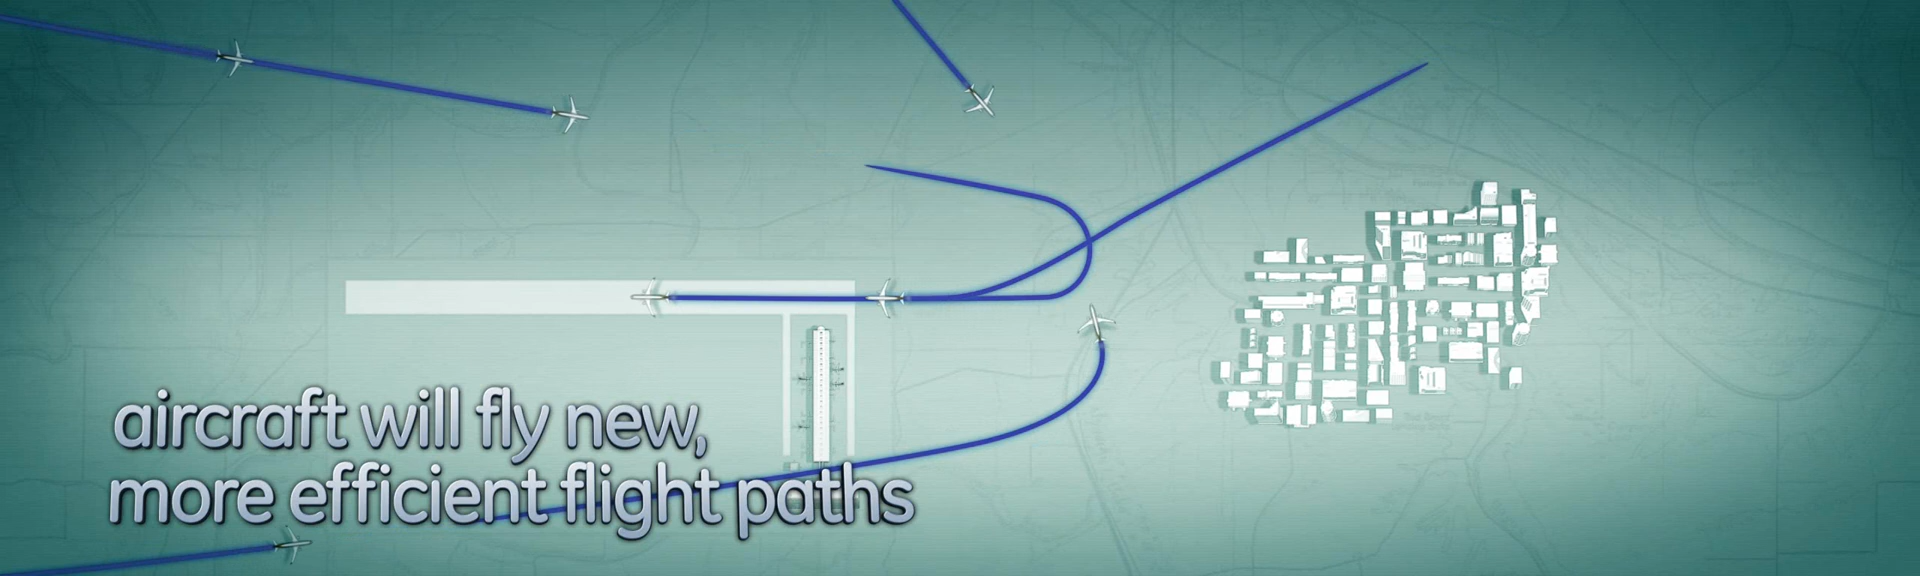 aircraft will fly new,
more efficient flight paths